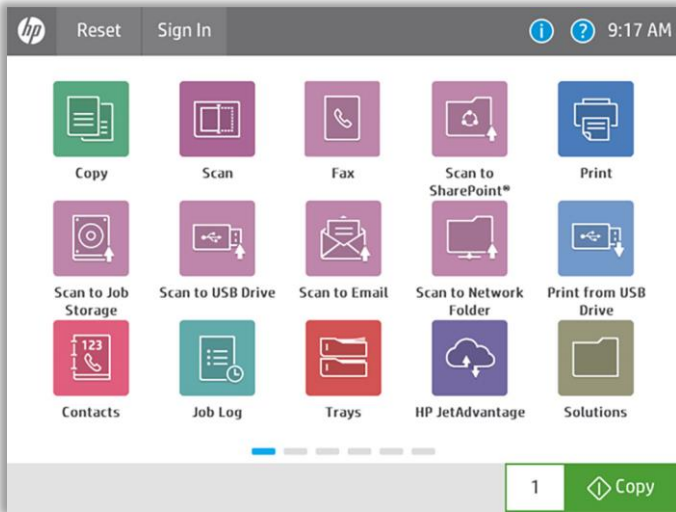 hp Reset Sign In i ? 9:17 AM
Copy Scan Fax Scan to SharePoint® Print
Scan to Job Storage Scan to USB Drive Scan to Email Scan to Network Folder Print from USB Drive
123
Contacts Job Log Trays HP JetAdvantage Solutions
1 Copy